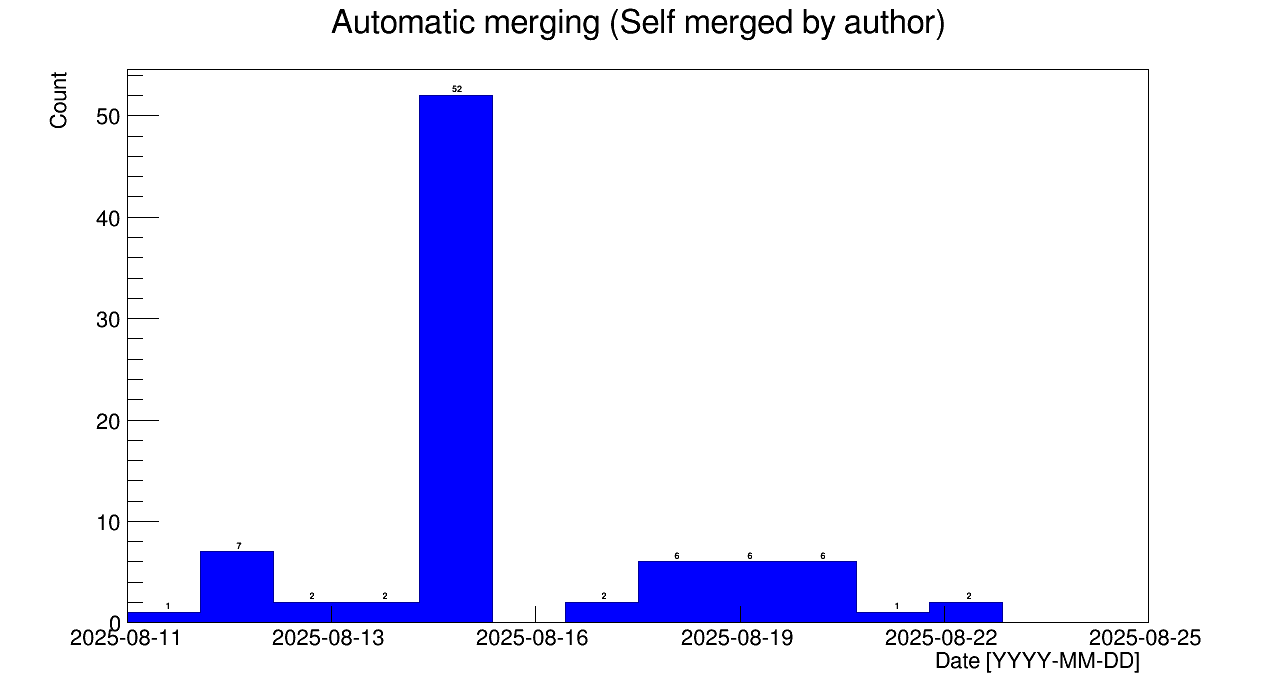 Automatic merging (Self merged by author)
Count
50
40
30
20
10
0
52
7
6 6 6
2 2
2
2
1
1
2025-08-11 2025-08-13 2025-08-16 2025-08-19 2025-08-22 2025-08-25
Date [YYYY-MM-DD]